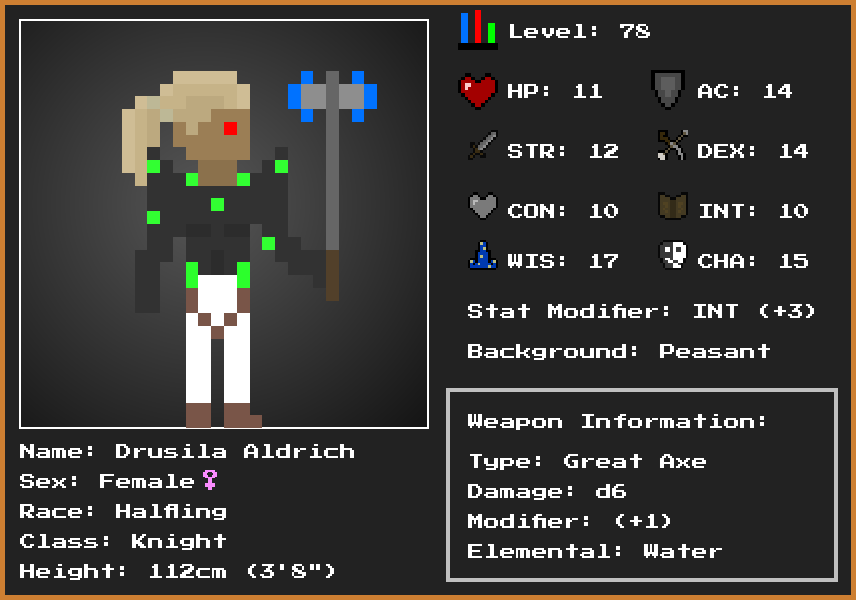 Level: 78
HP: 11
AC: 14
STR: 12
DEX: 14
CON: 10
INT: 10
WIS: 17
CHA: 15
Stat Modifier: INT (+3)
Background: Peasant
Name: Drusila Aldrich
Sex: Female♀
Race: Halfling
Class: Knight
Height: 112cm (3'8")
Weapon Information:
Type: Great Axe
Damage: d6
Modifier: (+1)
Elemental: Water